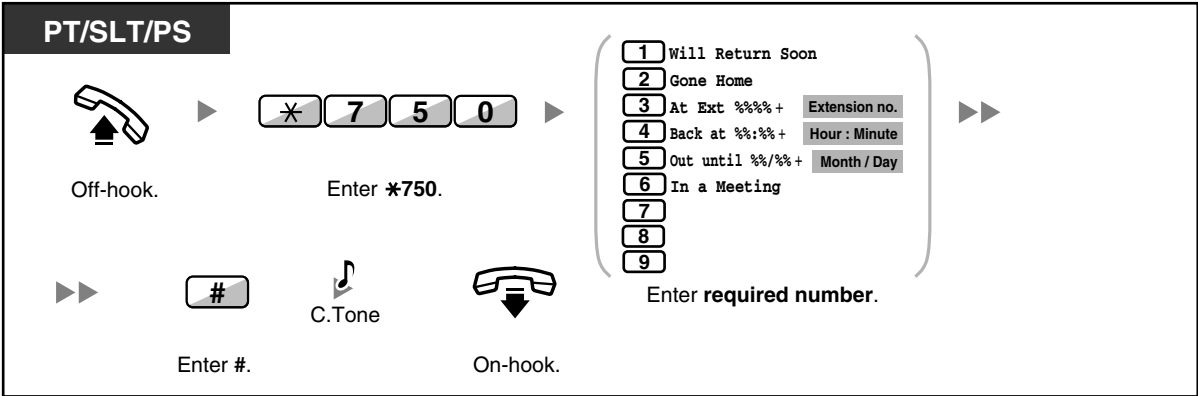 PT/SLT/PS
1 Will Return Soon
2 Gone Home
3 At Ext %%%% + Extension no.
4 Back at %%:%% + Hour : Minute
5 Out until %%/%% + Month / Day
6 In a Meeting
7
8
9
* 7 5 0
Off-hook.
Enter *750.
Enter required number.
#
C.Tone
Enter #.
On-hook.